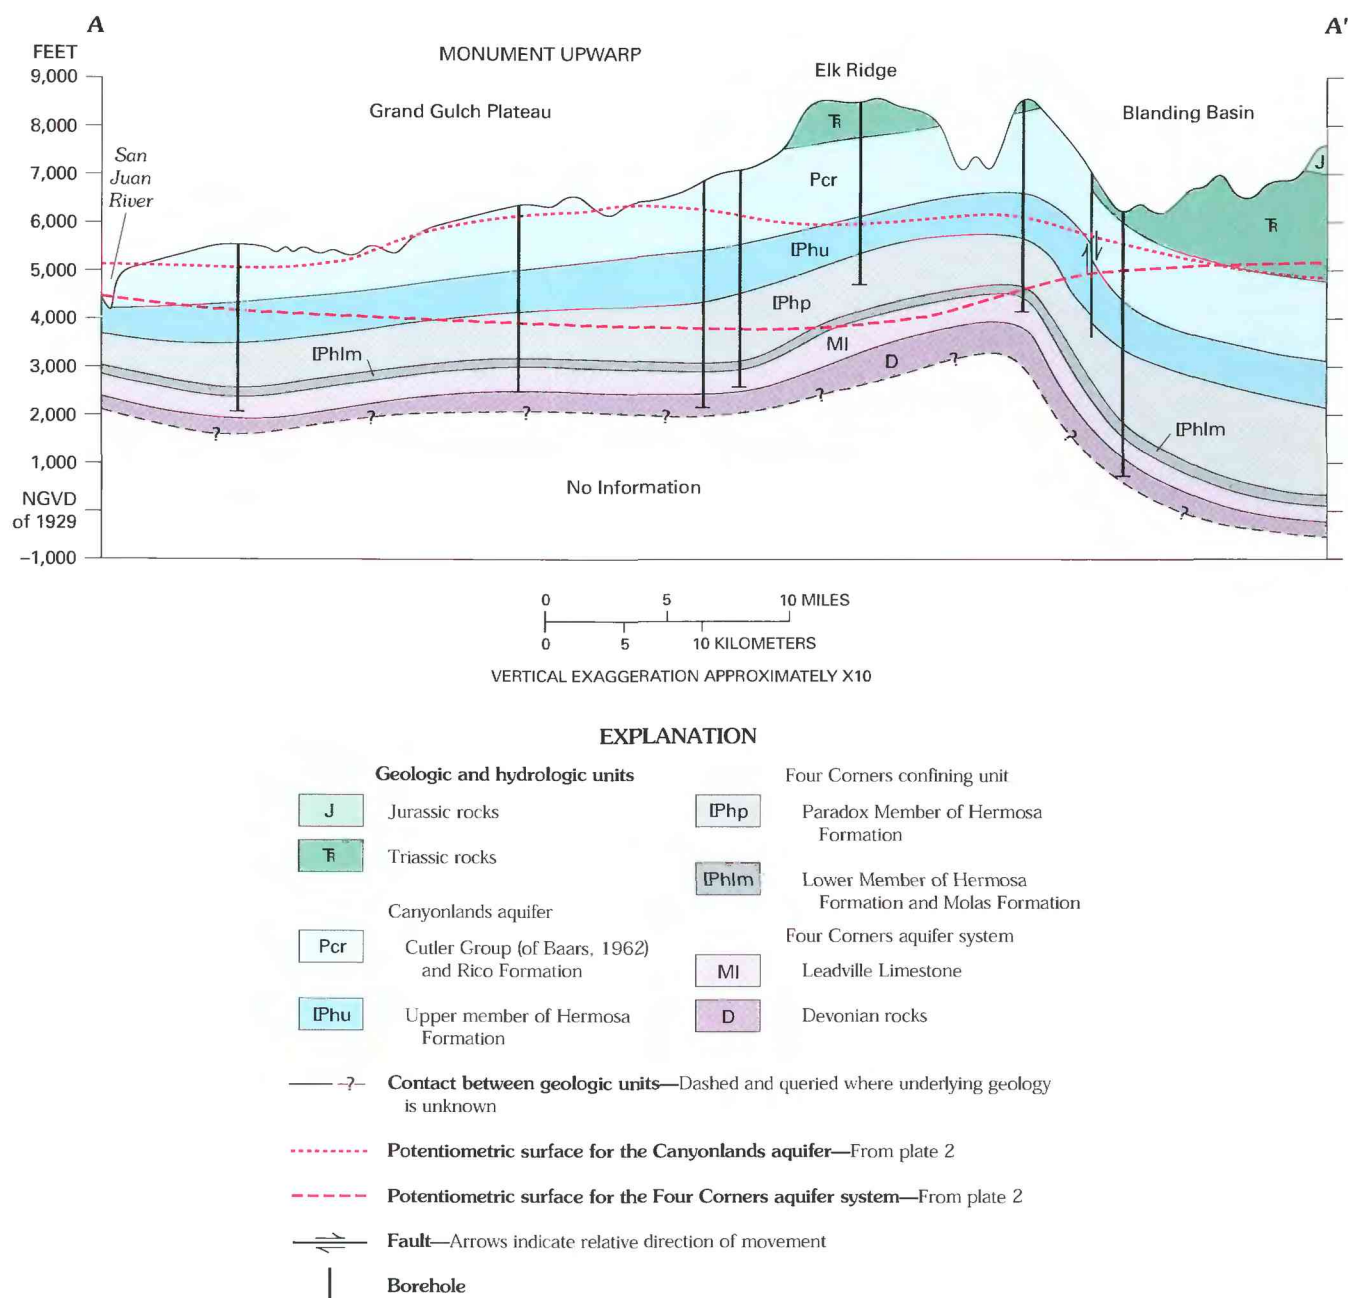 A
A'
FEET
MONUMENT UPWARP
9,000
Elk Ridge
Grand Gulch Plateau
Blanding Basin
8,000
TR
San
Juan
River
7,000
Pcr
J
6,000
TR
ℙhu
5,000
ℙhp
4,000
ℙhlm
Ml
3,000
D
?
?
?
?
?
?
2,000
?
?
ℙhlm
1,000
No Information
NGVD
of 1929
?
–1,000
0 5 10 MILES
0 5 10 KILOMETERS
VERTICAL EXAGGERATION APPROXIMATELY X10
EXPLANATION
Geologic and hydrologic units
J Jurassic rocks
TR Triassic rocks
Canyonlands aquifer
Pcr Cutler Group (of Baars, 1962)
and Rico Formation
ℙhu Upper member of Hermosa
Formation
Four Corners confining unit
ℙhp Paradox Member of Hermosa
Formation
ℙhlm Lower Member of Hermosa
Formation and Molas Formation
Four Corners aquifer system
Ml Leadville Limestone
D Devonian rocks
? Contact between geologic units—Dashed and queried where underlying geology
is unknown
Potentiometric surface for the Canyonlands aquifer—From plate 2
Potentiometric surface for the Four Corners aquifer system—From plate 2
Fault—Arrows indicate relative direction of movement
Borehole